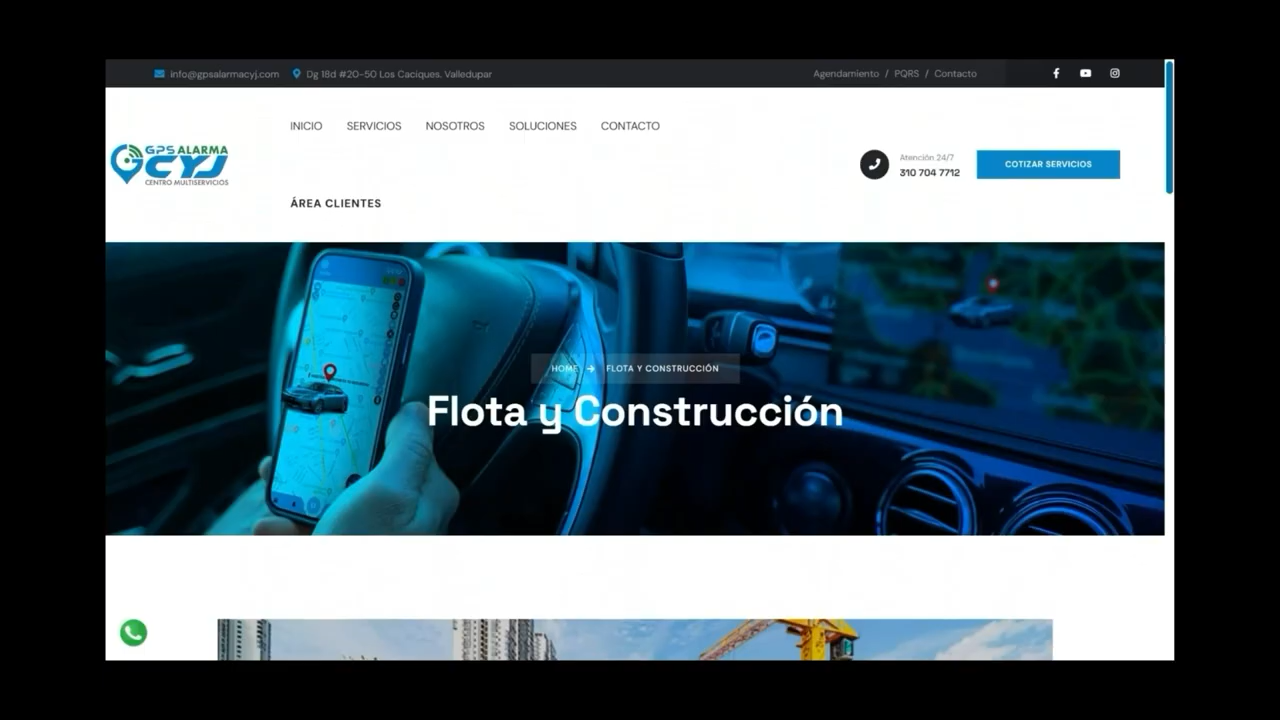 info@gpsalarmacyj.com
Dg 18d #20-50 Los Caciques. Valledupar
Agendamiento / PQRS / Contacto
INICIO
SERVICIOS
NOSOTROS
SOLUCIONES
CONTACTO
GPS ALARMA
CYJ
CENTRO MULTISERVICIOS
Atención 24/7
310 704 7712
COTIZAR SERVICIOS
ÁREA CLIENTES
HOME → FLOTA Y CONSTRUCCIÓN
Flota y Construcción